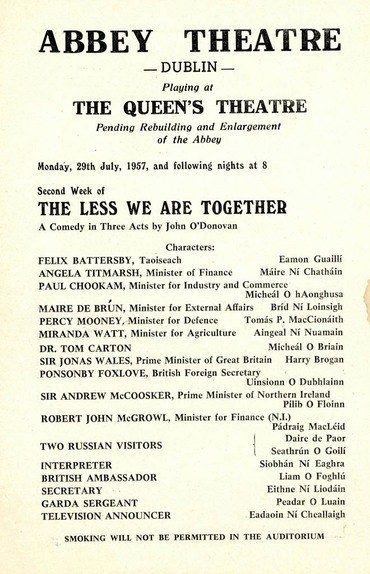 ABBEY THEATRE
— DUBLIN —
Playing at
THE QUEEN'S THEATRE
Pending Rebuilding and Enlargement
of the Abbey
Monday, 29th July, 1957, and following nights at 8
Second Week of
THE LESS WE ARE TOGETHER
A Comedy in Three Acts by John O'Donovan
Characters:
FELIX BATTERSBY, Taoiseach Eamon Guaillí
ANGELA TITMARSH, Minister of Finance Máire Ní Chatháin
PAUL CHOOKAM, Minister for Industry and Commerce
Micheál O hAonghusa
MAIRE DE BRÚN, Minister for External Affairs Bríd Ní Loinsigh
PERCY MOONEY, Minister for Defence Tomás P. MacCionáith
MIRANDA WATT, Minister for Agriculture Aingeal Ní Nuamain
DR. TOM CARTON Micheál O Briain
SIR JONAS WALES, Prime Minister of Great Britain Harry Brogan
PONSONBY FOXLOVE, British Foreign Secretary
Uinsionn O Dubhlainn
SIR ANDREW McCOOSKER, Prime Minister of Northern Ireland
Pilib O Floinn
ROBERT JOHN McGROWL, Minister for Finance (N.I.)
Pádraig MacLéid
TWO RUSSIAN VISITORS { Daire de Paor
Seathrún O Goilí
INTERPRETER Siobhán Ní Eaghra
BRITISH AMBASSADOR Liam O Foghlú
SECRETARY Eithne Ní Liodáin
GARDA SERGEANT Peadar O Luain
TELEVISION ANNOUNCER Eadaoin Ní Cheallaigh
SMOKING WILL NOT BE PERMITTED IN THE AUDITORIUM